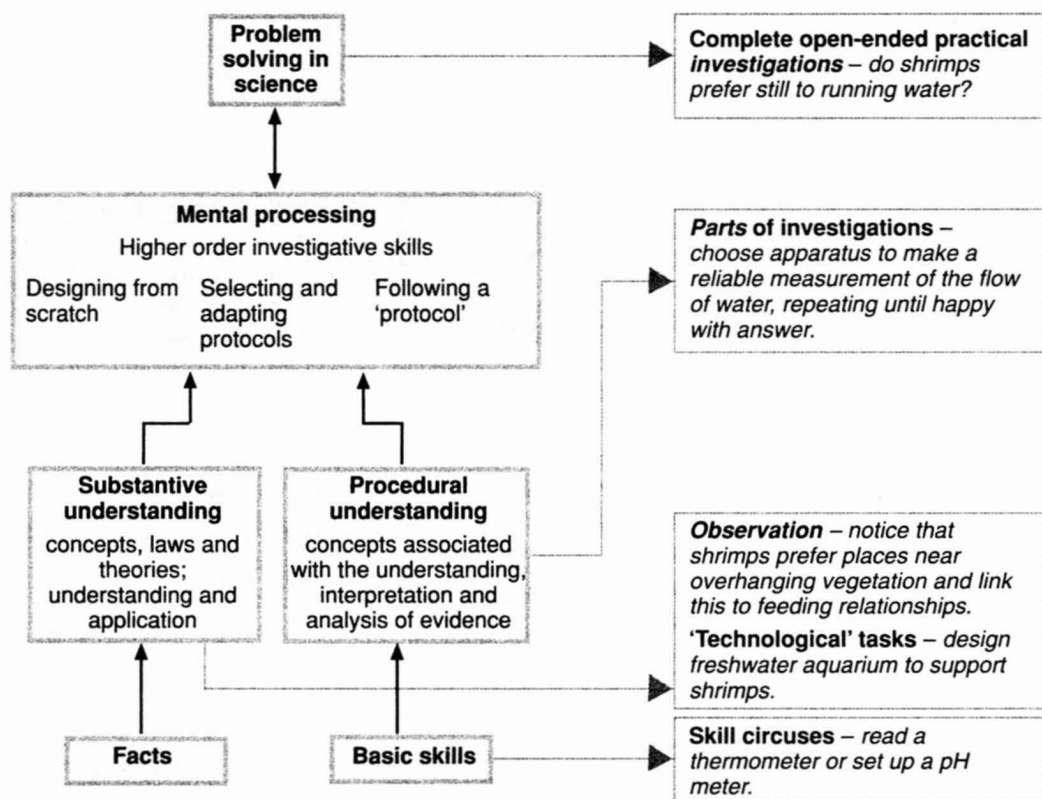 Problem
solving in
science
Complete open-ended practical
investigations – do shrimps
prefer still to running water?
Mental processing
Higher order investigative skills
Designing from
scratch
Selecting and
adapting
protocols
Following a
'protocol'
Parts of investigations –
choose apparatus to make a
reliable measurement of the flow
of water, repeating until happy
with answer.
Substantive
understanding
concepts, laws and
theories;
understanding and
application
Procedural
understanding
concepts associated
with the understanding,
interpretation and
analysis of evidence
Observation – notice that
shrimps prefer places near
overhanging vegetation and link
this to feeding relationships.
'Technological' tasks – design
freshwater aquarium to support
shrimps.
Facts
Basic skills
Skill circuses – read a
thermometer or set up a pH
meter.